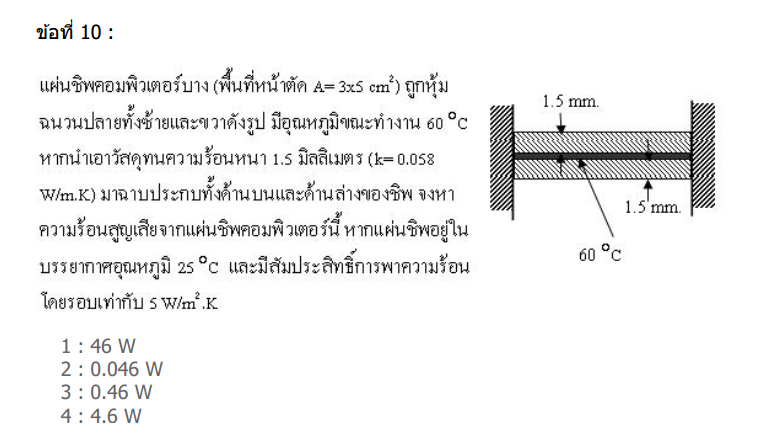 ข้อที่ 10 :
แผ่นชิพคอมพิวเตอร์บาง (พื้นที่หน้าตัด A= 3x5 cm²) ถูกหุ้ม
ฉนวนปลายทั้งซ้ายและขวาดังรูป มีอุณหภูมิขณะทำงาน 60 °C
หากนำเอาวัสดุทนความร้อนหนา 1.5 มิลลิเมตร (k= 0.058
W/m.K) มาฉาบประกบทั้งด้านบนและด้านล่างของชิพ จงหา
ความร้อนสูญเสียจากแผ่นชิพคอมพิวเตอร์นี้ หากแผ่นชิพอยู่ใน
บรรยากาศอุณหภูมิ 25 °C และมีสัมประสิทธิ์การพาความร้อน
โดยรอบเท่ากับ 5 W/m².K
1.5 mm.
1.5 mm.
60 °C
1 : 46 W
2 : 0.046 W
3 : 0.46 W
4 : 4.6 W